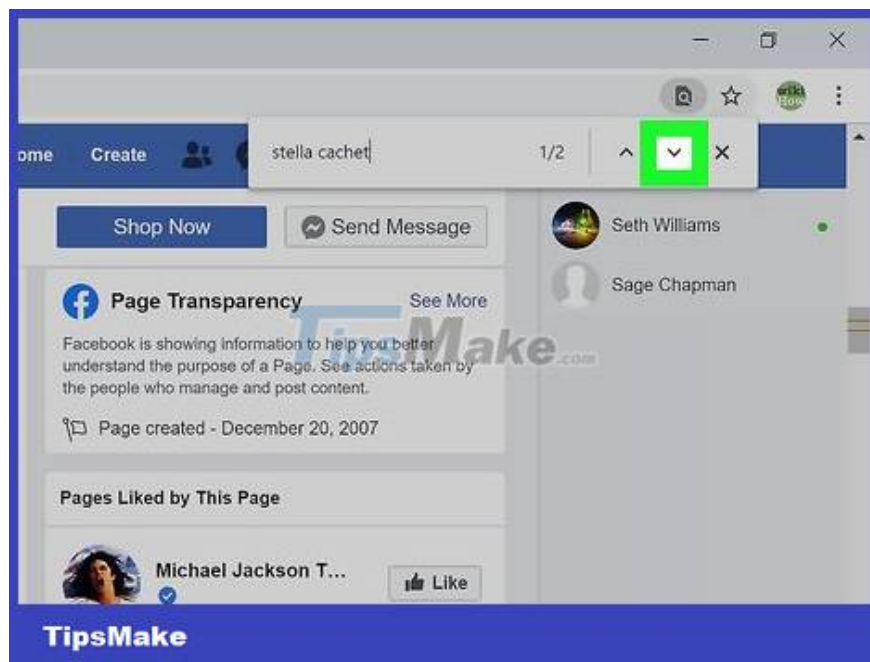 wiki
How
ome Create
stella cachet 1/2
Shop Now Send Message
Seth Williams
Sage Chapman
Page Transparency See More
Facebook is showing information to help you better
understand the purpose of a Page. See actions taken by
the people who manage and post content.
Page created - December 20, 2007
TipsMake.com
Pages Liked by This Page
Michael Jackson T...
Like
TipsMake